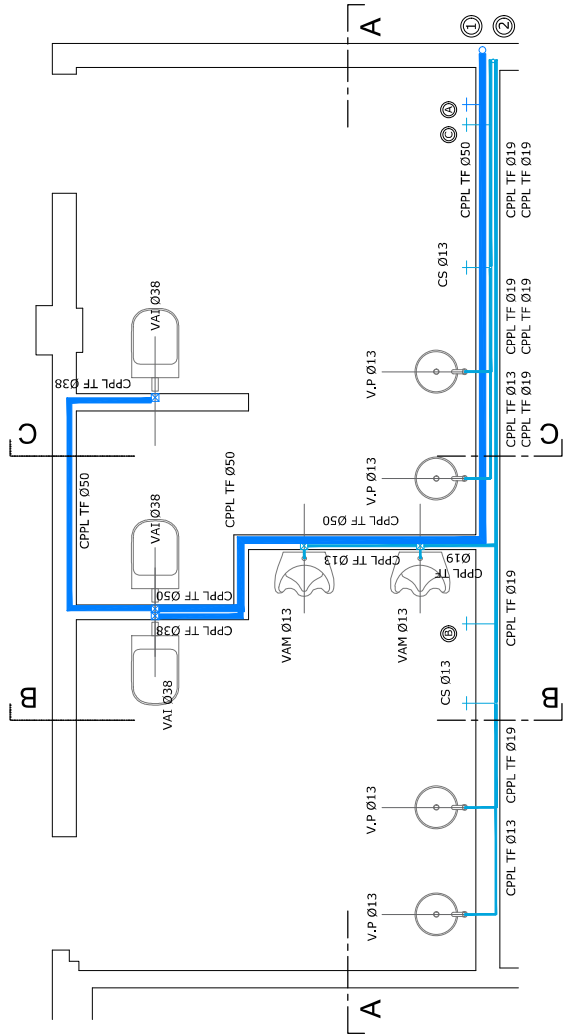 A
1
2
A
C
CPPL TF Ø50
CPPL TF Ø19
CPPL TF Ø19
CS Ø13
VAI Ø38
CPPL TF Ø19
CPPL TF Ø19
V.P Ø13
CPPL TF Ø38
CPPL TF Ø13
CPPL TF Ø19
C
C
V.P Ø13
CPPL TF Ø50
CPPL TF Ø50
VAI Ø38
CPPL TF Ø50
CPPL TF Ø13
CPPL TF
Ø19
CPPL TF Ø50
CPPL TF Ø38
VAM Ø13
VAM Ø13
B
CPPL TF Ø19
VAI Ø38
CS Ø13
B
B
CPPL TF Ø19
V.P Ø13
CPPL TF Ø13
V.P Ø13
A